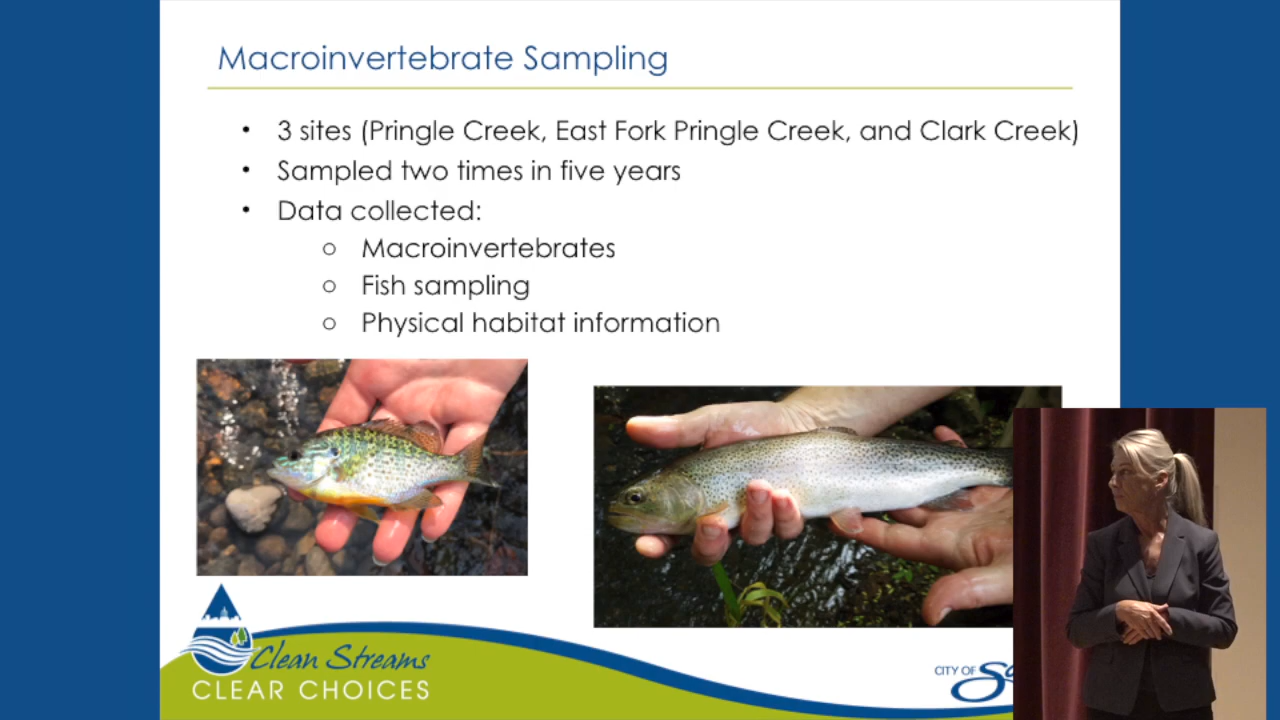 Macroinvertebrate Sampling
• 3 sites (Pringle Creek, East Fork Pringle Creek, and Clark Creek)
• Sampled two times in five years
• Data collected:
○ Macroinvertebrates
○ Fish sampling
○ Physical habitat information
Clean Streams
CLEAR CHOICES
CITY OF